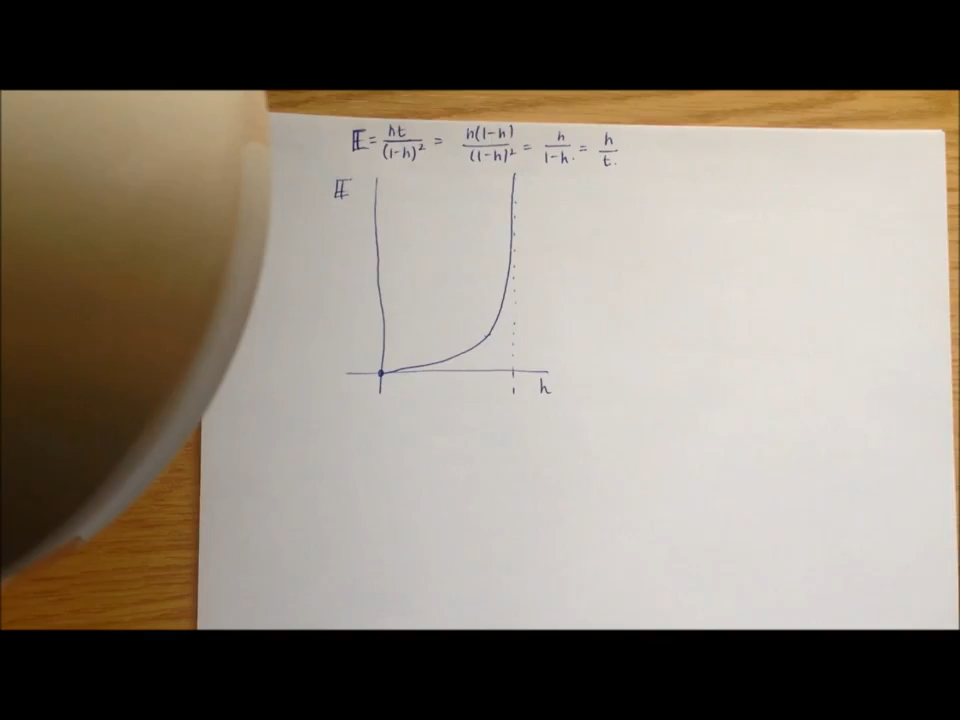 𝔼 = ht/(1-h)² = h(1-h)/(1-h)² = h/1-h. = h/t.
𝔼
h